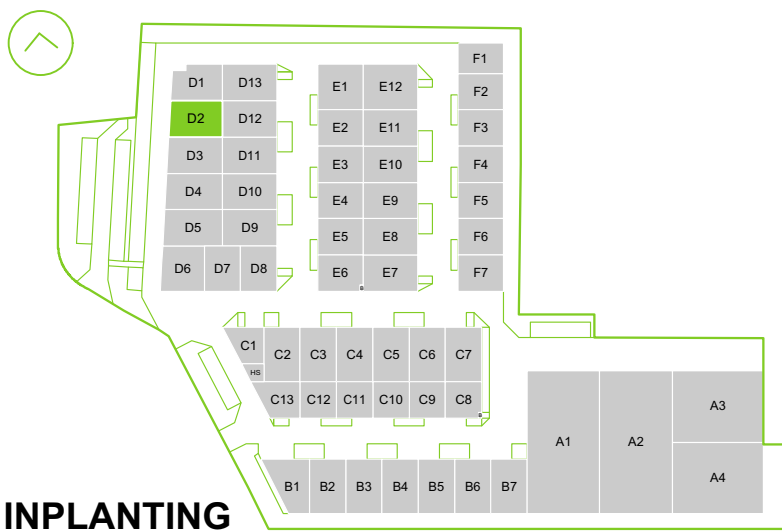 F1
D1 D13 E1 E12 F2
D2 D12 E2 E11 F3
D3 D11 E3 E10 F4
D4 D10 E4 E9 F5
D5 D9 E5 E8 F6
D6 D7 D8 E6 E7 F7
C1 C2 C3 C4 C5 C6 C7
HS
C13 C12 C11 C10 C9 C8
A1 A2 A3
A4
B1 B2 B3 B4 B5 B6 B7
INPLANTING